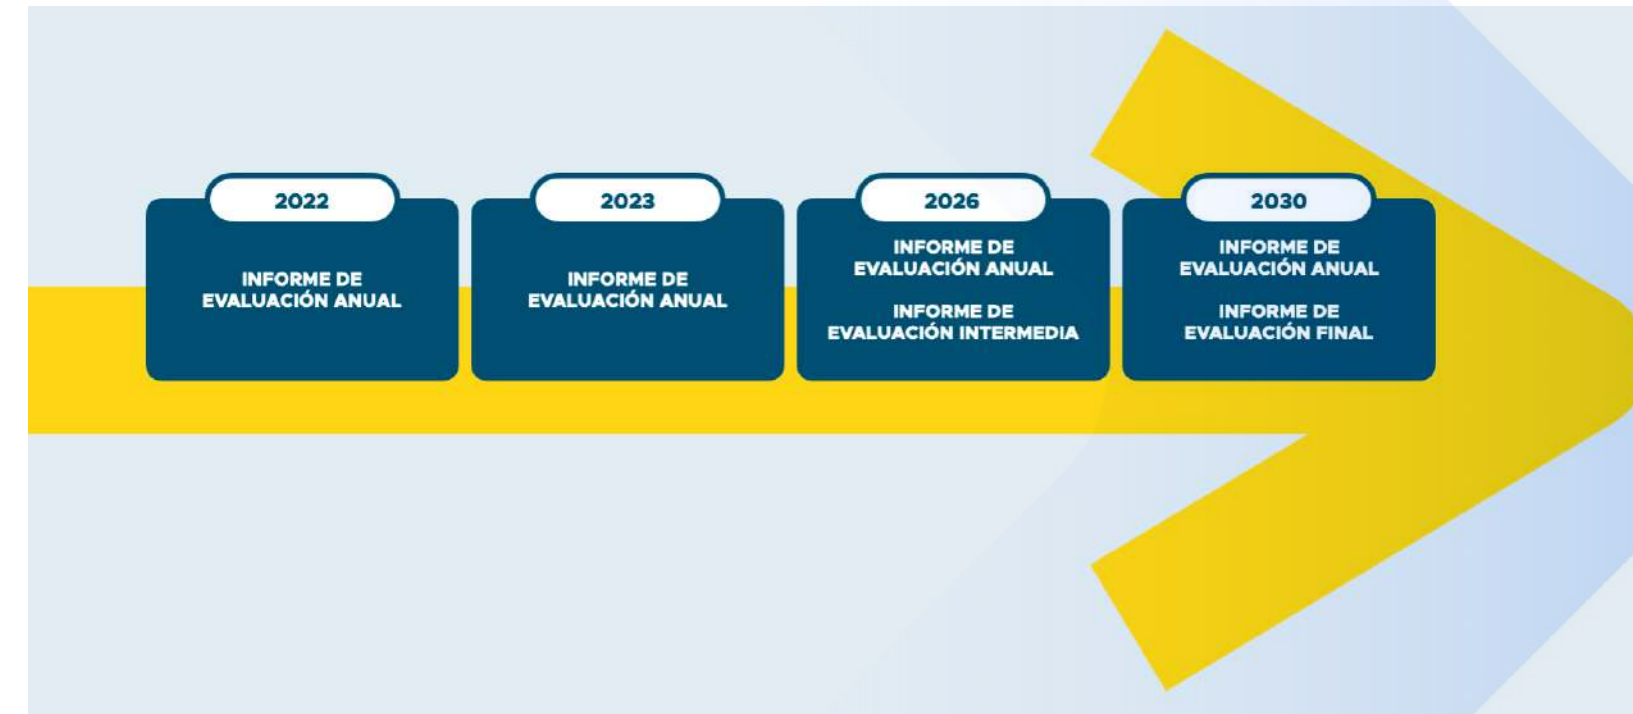 2022
INFORME DE
EVALUACIÓN ANUAL
2023
INFORME DE
EVALUACIÓN ANUAL
2026
INFORME DE
EVALUACIÓN ANUAL
INFORME DE
EVALUACIÓN INTERMEDIA
2030
INFORME DE
EVALUACIÓN ANUAL
INFORME DE
EVALUACIÓN FINAL